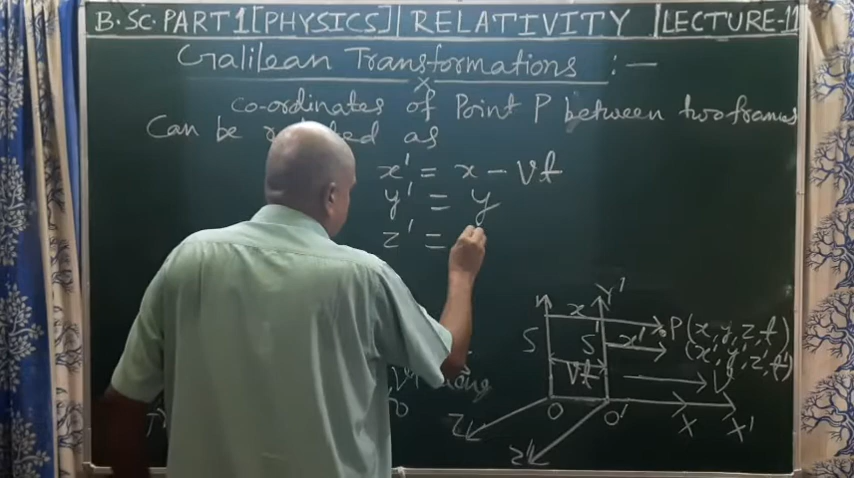 B.SC.PART1[PHYSICS]|RELATIVITY|LECTURE-11
Galilean Transformations :—
co-ordinates of Point P between two frames
Can be as
x' = x - vt
y' = y
z' =
Y'
x
P(x, y, z, t)
S
S'
x'
(x', y', z', t')
vt
v
O
O'
X
X'
Z
Z'